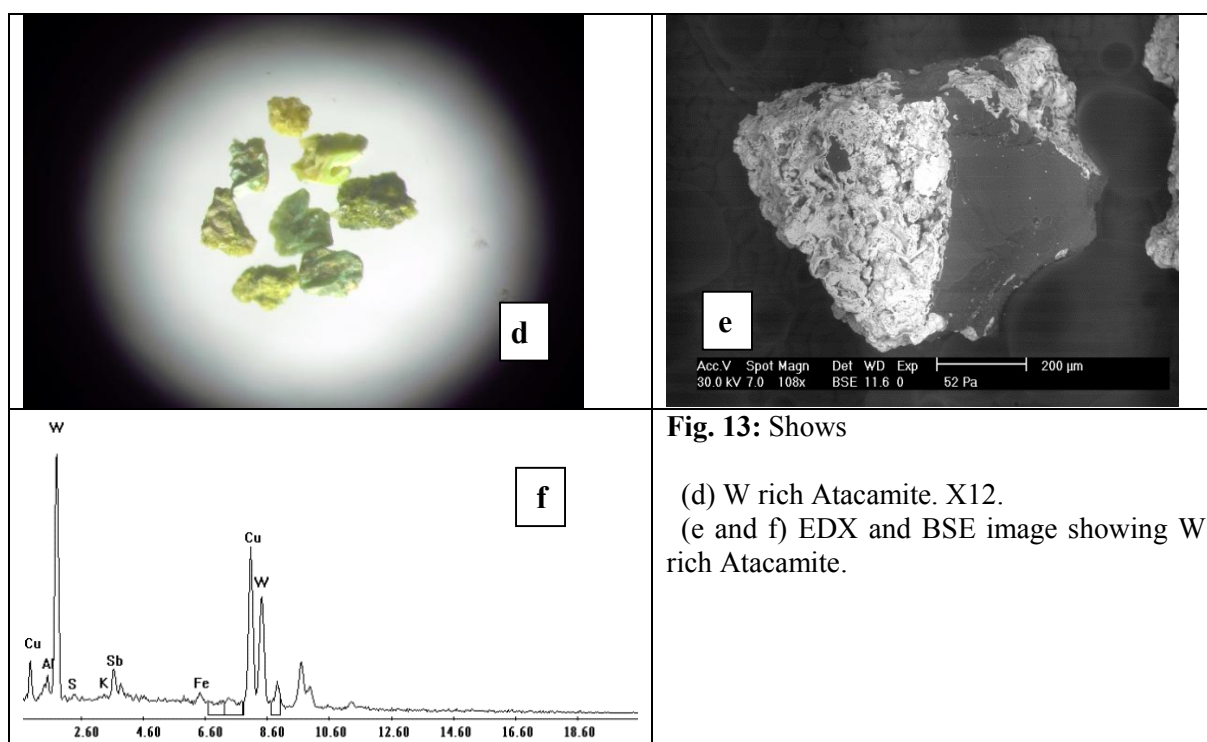 d
e
Acc.V Spot Magn Det WD Exp 200 µm
30.0 kV 7.0 108x BSE 11.6 0 52 Pa
W
f
Cu
W
Cu
Al
Sb
S
K
Fe
2.60 4.60 6.60 8.60 10.60 12.60 14.60 16.60 18.60
Fig. 13: Shows
(d) W rich Atacamite. X12.
(e and f) EDX and BSE image showing W
rich Atacamite.